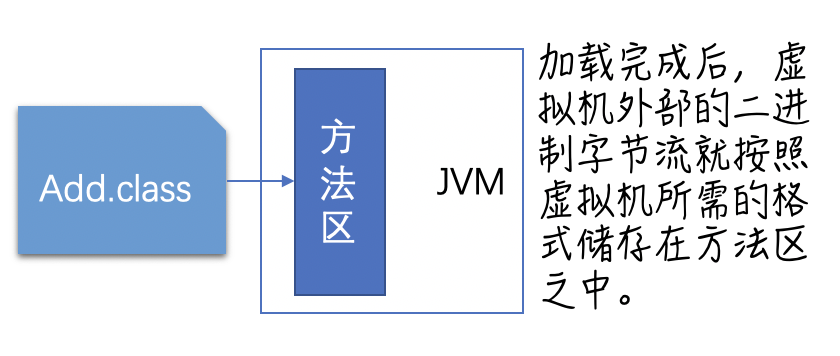 Add.class
方
法
区
JVM
加载完成后，虚
拟机外部的二进
制字节流就按照
虚拟机所需的格
式储存在方法区
之中。